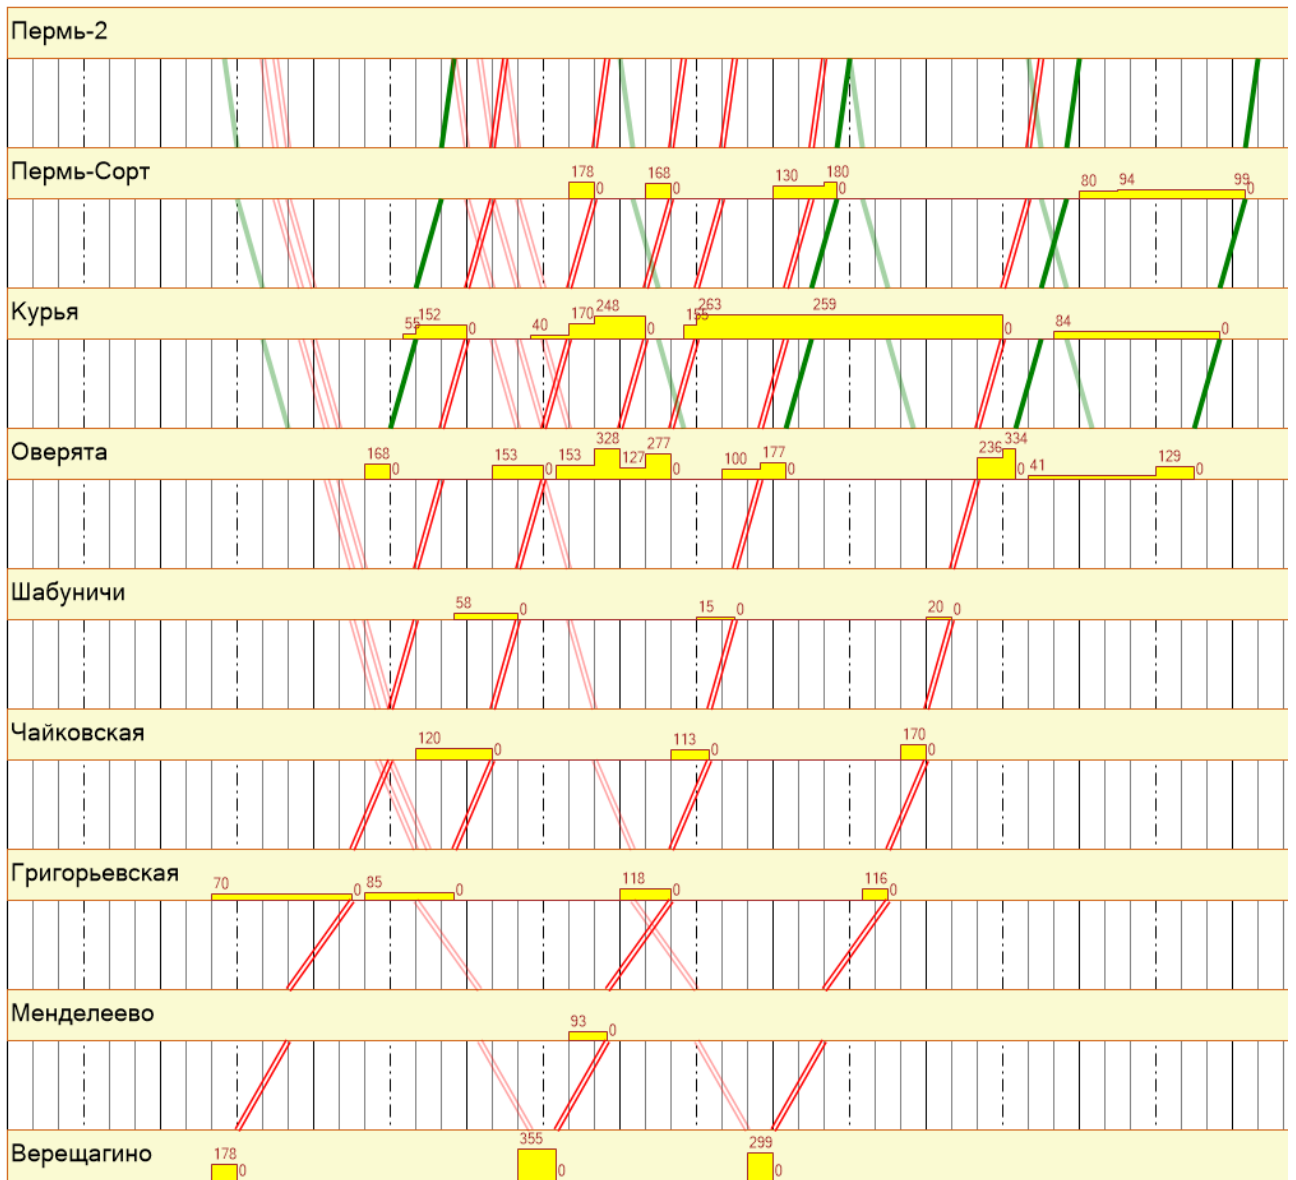 Пермь-2
Пермь-Сорт
178 0 168 0 130 180 0 80 94 99 0
Курья
55 152 0 40 170 248 0 155 263 259 0 84 0
Оверята
168 0 153 0 153 328 127 277 0 100 177 0 236 334 0 41 129 0
Шабуничи
58 0 15 0 20 0
Чайковская
120 0 113 0 170 0
Григорьевская
70 0 85 0 118 0 116 0
Менделеево
93 0
Верещагино
178 0 355 0 299 0